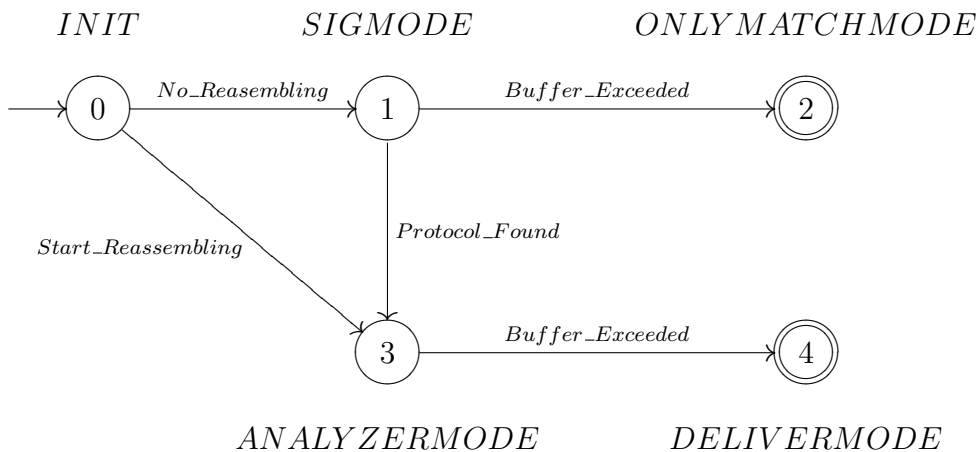 INIT SIGMODE ONLYMATCHMODE
No_Reasembling Buffer_Exceeded
0 1 2
Start_Reassembling Protocol_Found
Buffer_Exceeded
3 4
ANALYZERMODE DELIVERMODE